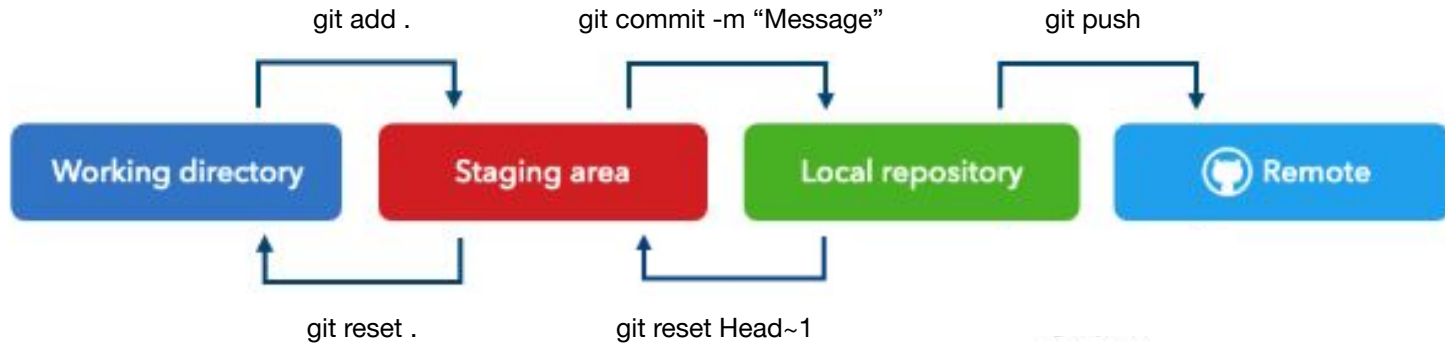 git add .
git commit -m “Message”
git push
Working directory
Staging area
Local repository
Remote
git reset .
git reset Head~1